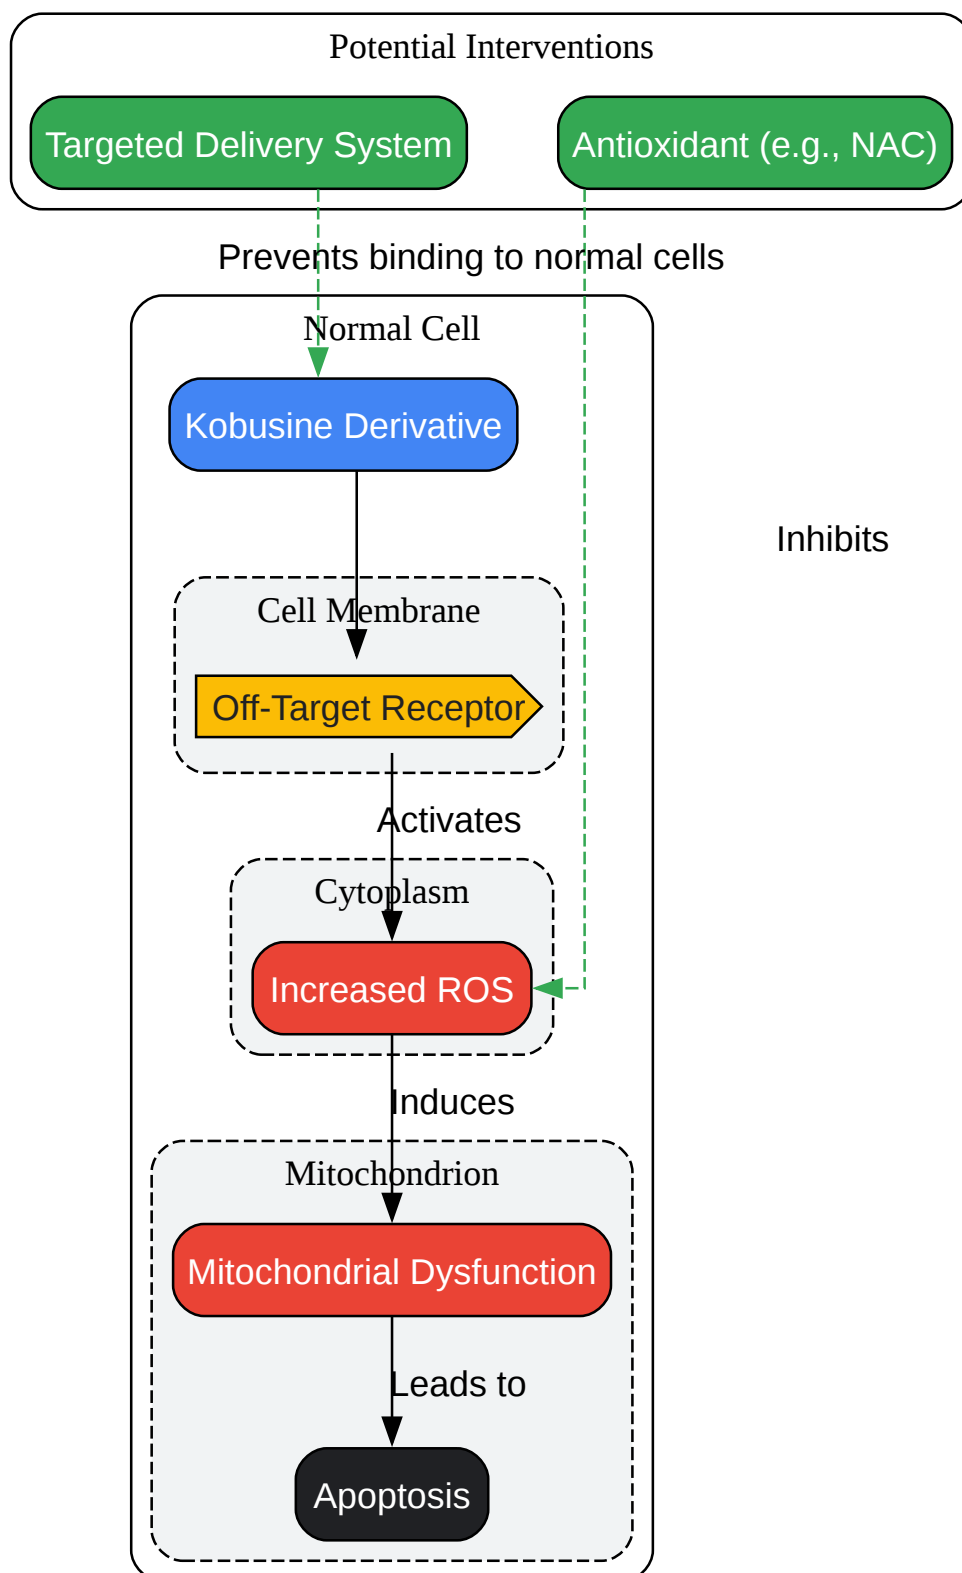 Potential Interventions
Targeted Delivery System
Antioxidant (e.g., NAC)
Prevents binding to normal cells
Normal Cell
Kobusine Derivative
Inhibits
Cell Membrane
Off-Target Receptor
Activates
Cytoplasm
Increased ROS
Induces
Mitochondrion
Mitochondrial Dysfunction
Leads to
Apoptosis